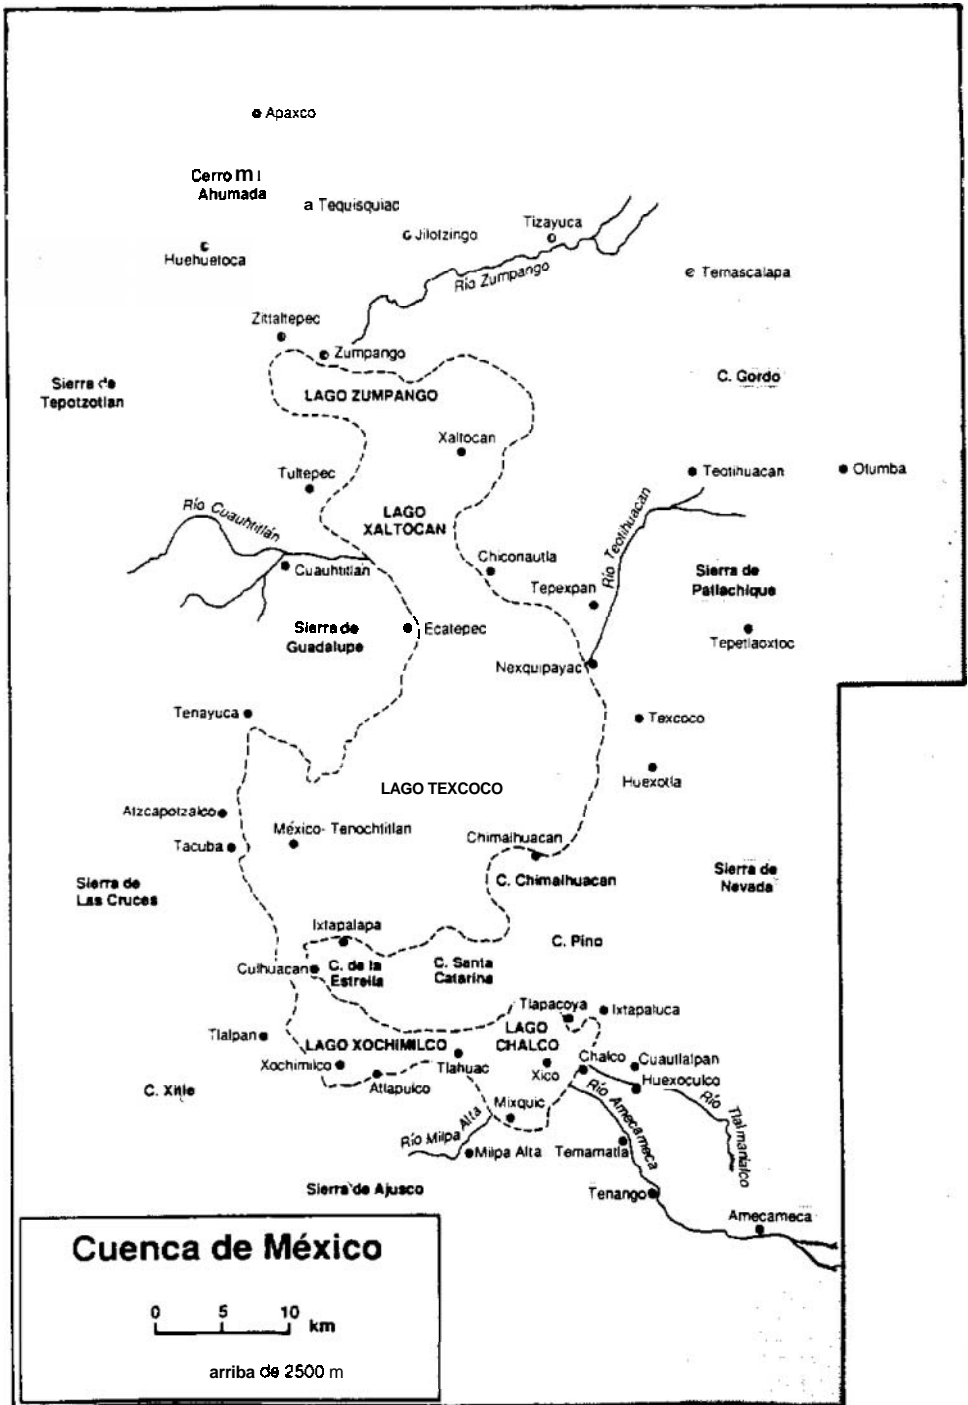 Apaxco
Cerro m l
Ahumada
a Tequisquiac
Jilotzingo
Tizayuca
Huehuetoca
Río Zumpango
Temascalapa
Zitlaltepec
Zumpango
Sierra de
Tepotzotlan
LAGO ZUMPANGO
C. Gordo
Xaltocan
Tultepec
Teotihuacan
Otumba
Río Cuauhtitlán
LAGO
XALTOCAN
Río Teotihuacan
Chiconautla
Cuauhtitlán
Tepexpan
Sierra de
Patlachique
Sierra de
Guadalupe
Ecatepec
Tepetlaoxtoc
Nexquipayac
Tenayuca
Texcoco
Huexotla
LAGO TEXCOCO
Atzcapotzalco
México- Tenochtitlan
Tacuba
Chimalhuacan
C. Chimalhuacan
Sierra de
Las Cruces
Sierra de
Nevada
Ixtapalapa
C. Pino
Culhuacan
C. de la
Estrella
C. Santa
Catarina
Tlapacoya
Ixtapaluca
Tlalpan
LAGO XOCHIMILCO
LAGO
CHALCO
Xochimilco
Tlahuac
Xico
Chalco
Cuautlalpan
Huexoculco
Atlapulco
C. Xitle
Mixquic
Río Amecameca
Río Tlalmanalco
Río Milpa Alta
Milpa Alta
Temamatla
Sierra de Ajusco
Tenango
Amecameca
Cuenca de México
0 5 10
km
arriba de 2500 m